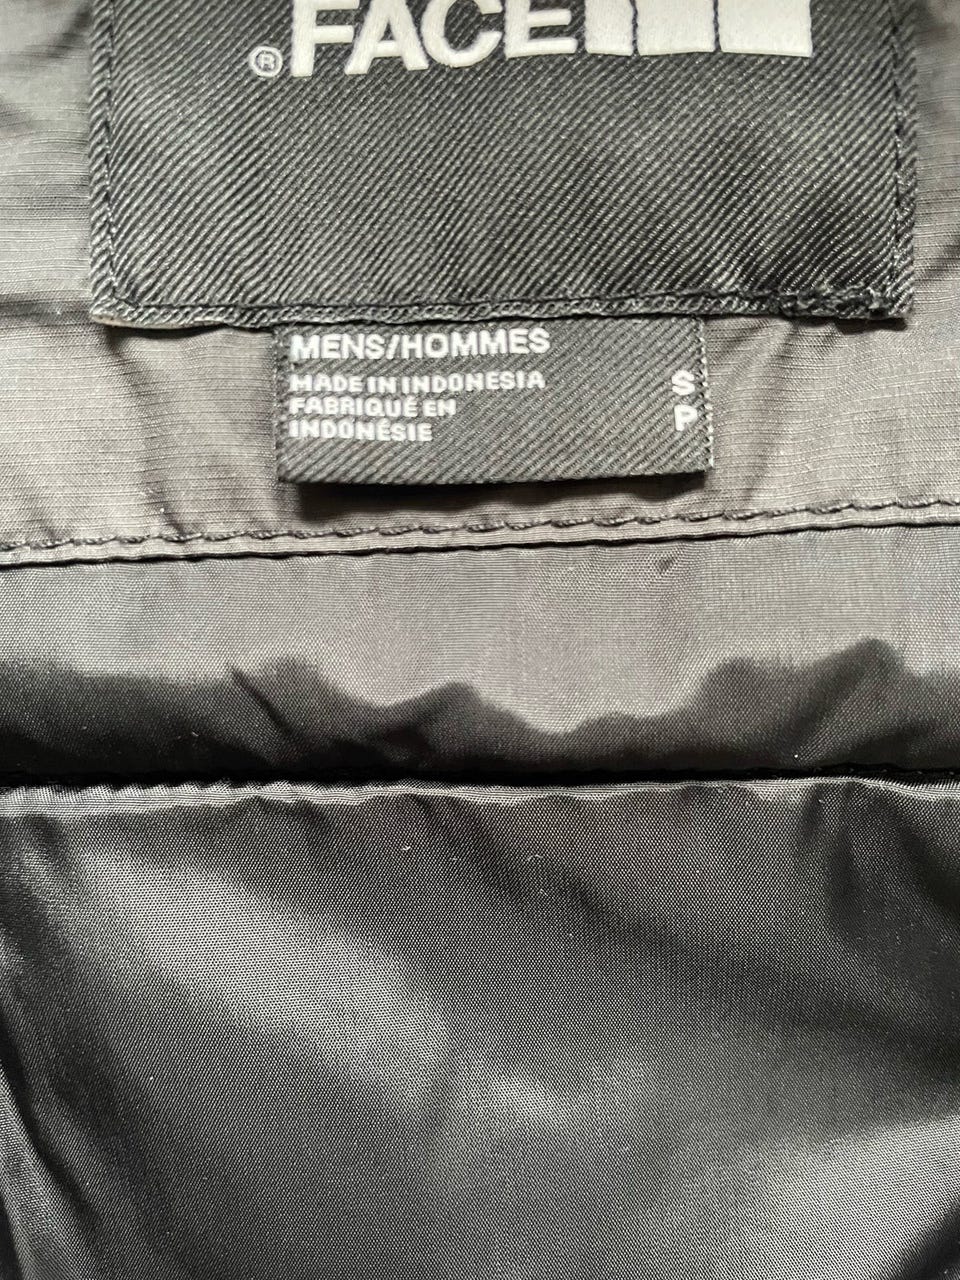 ® FACE
MENS/HOMMES
MADE IN INDONESIA S
FABRIQUÉ EN P
INDONÉSIE